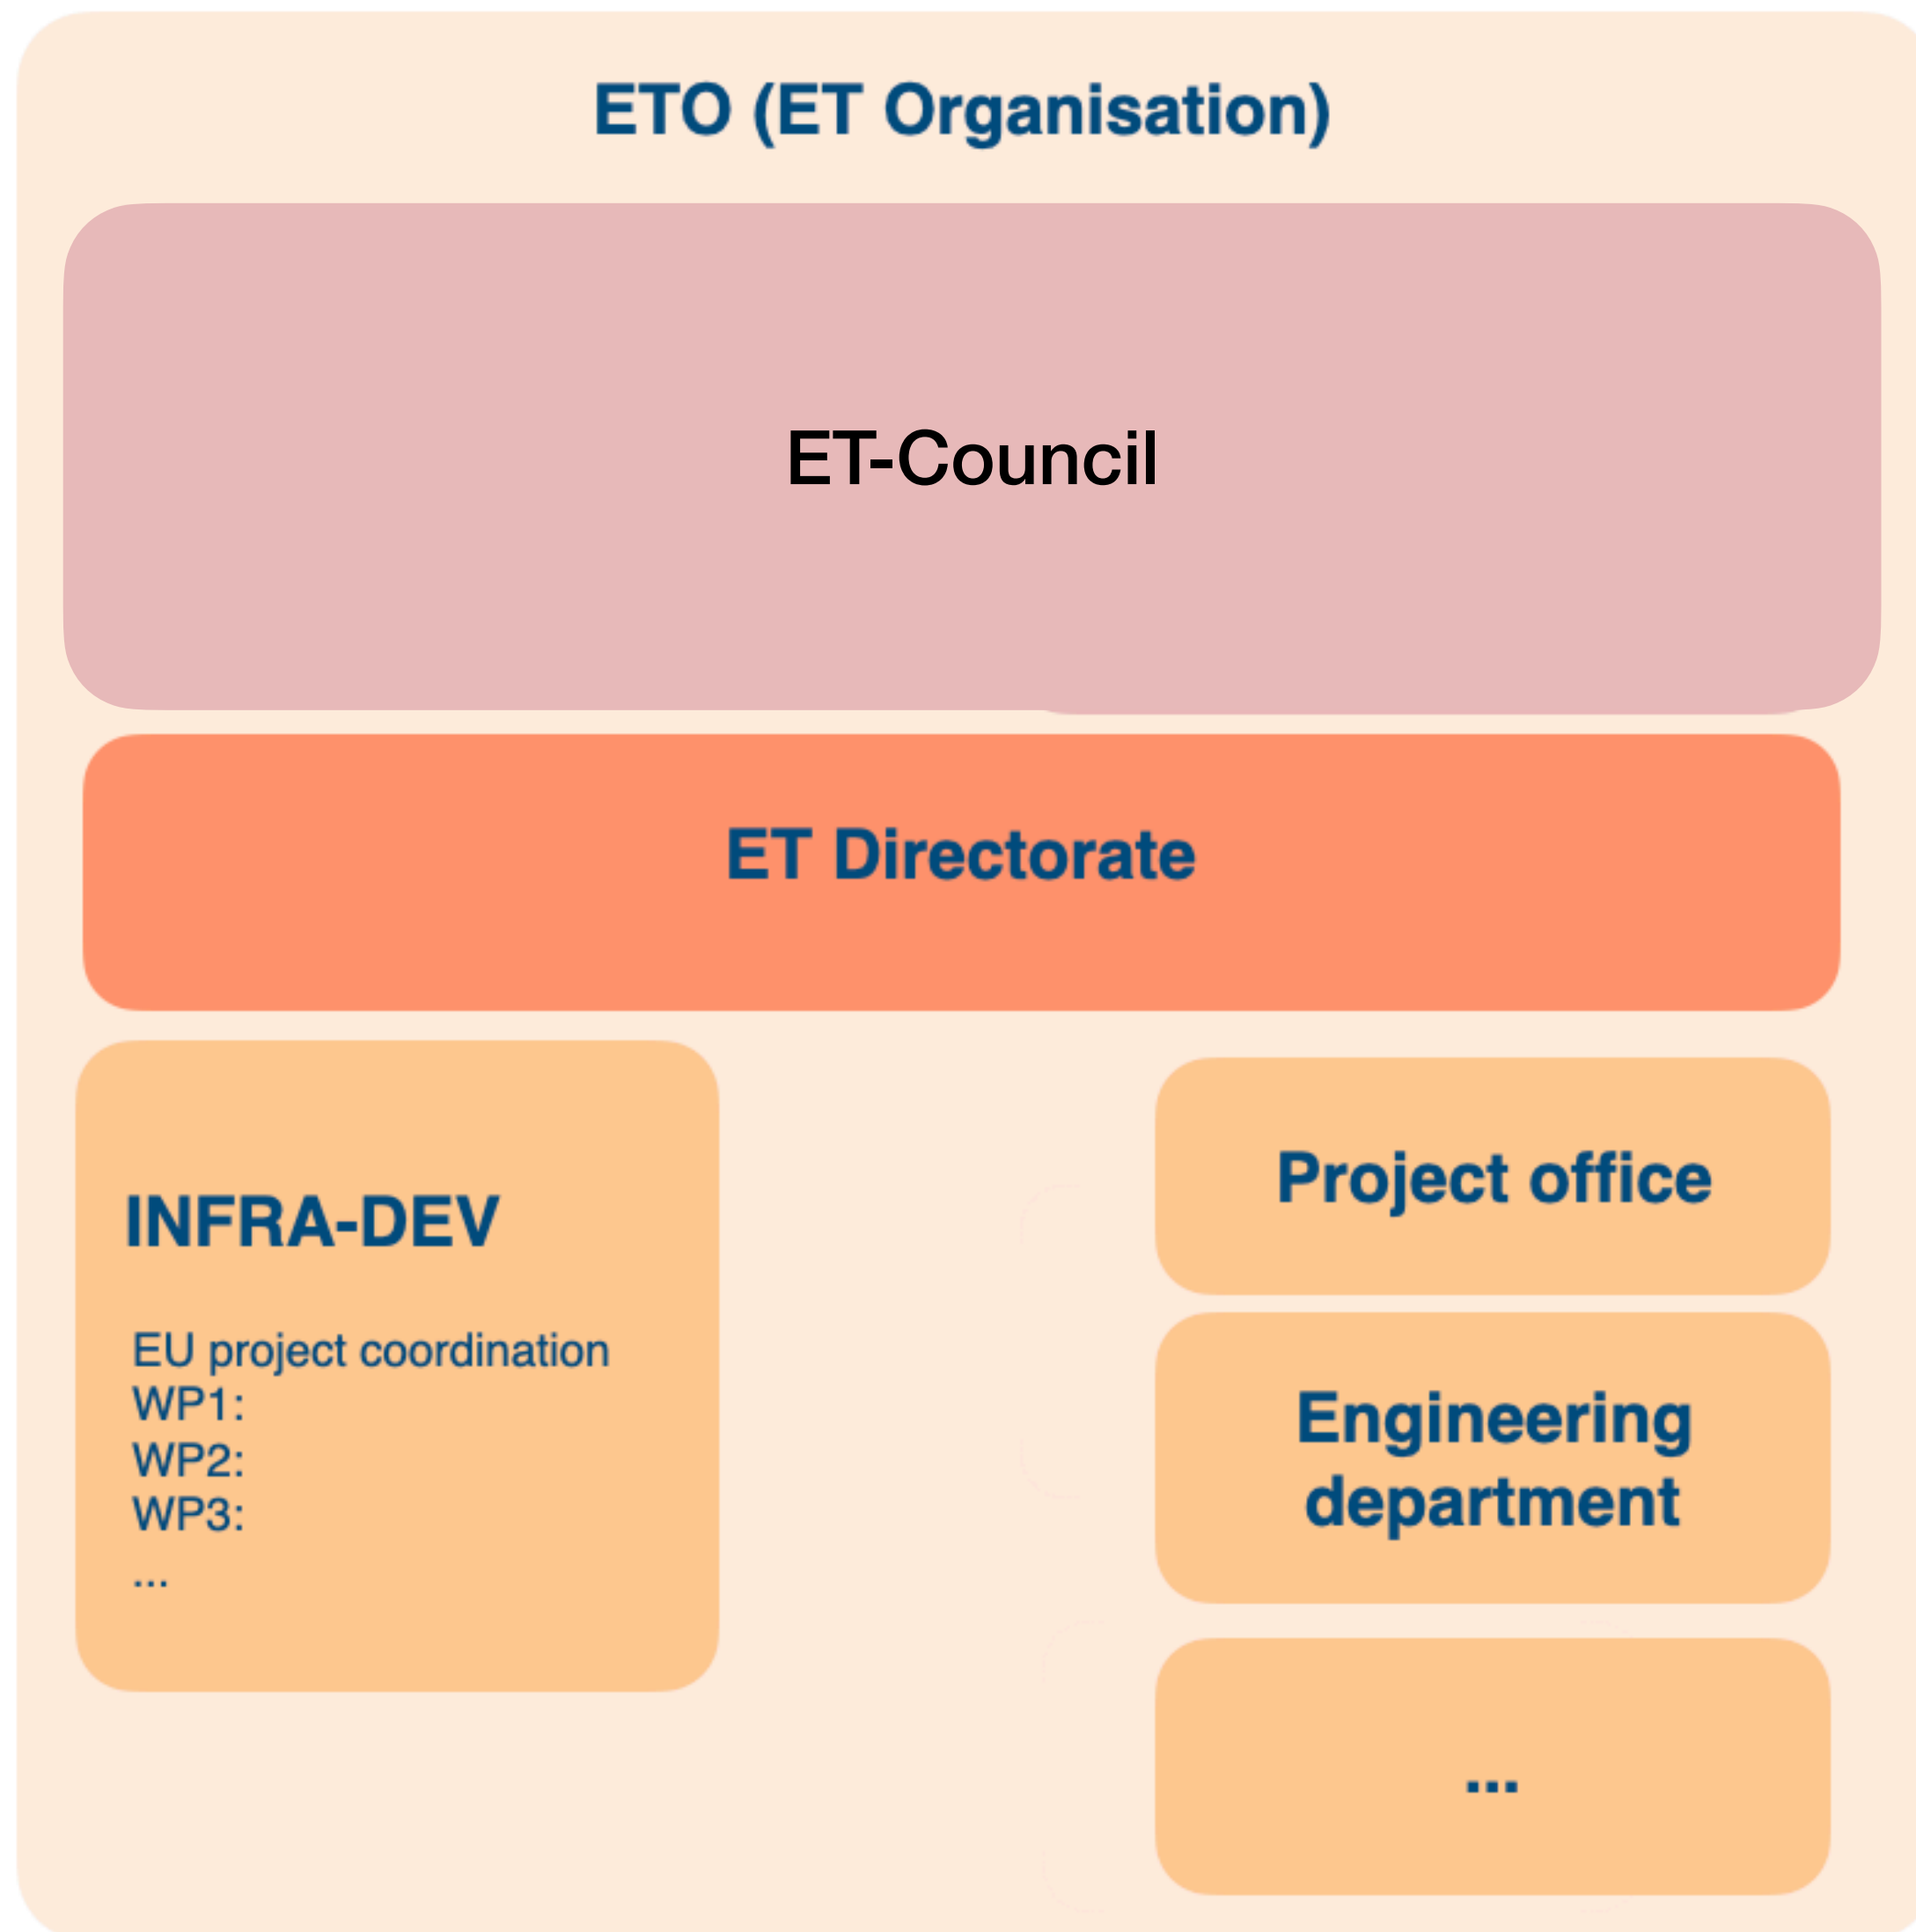 ETO (ET Organisation)
ET-Council
ET Directorate
INFRA-DEV
EU project coordination
WP1:
WP2:
WP3:
...
Project office
Engineering
department
...